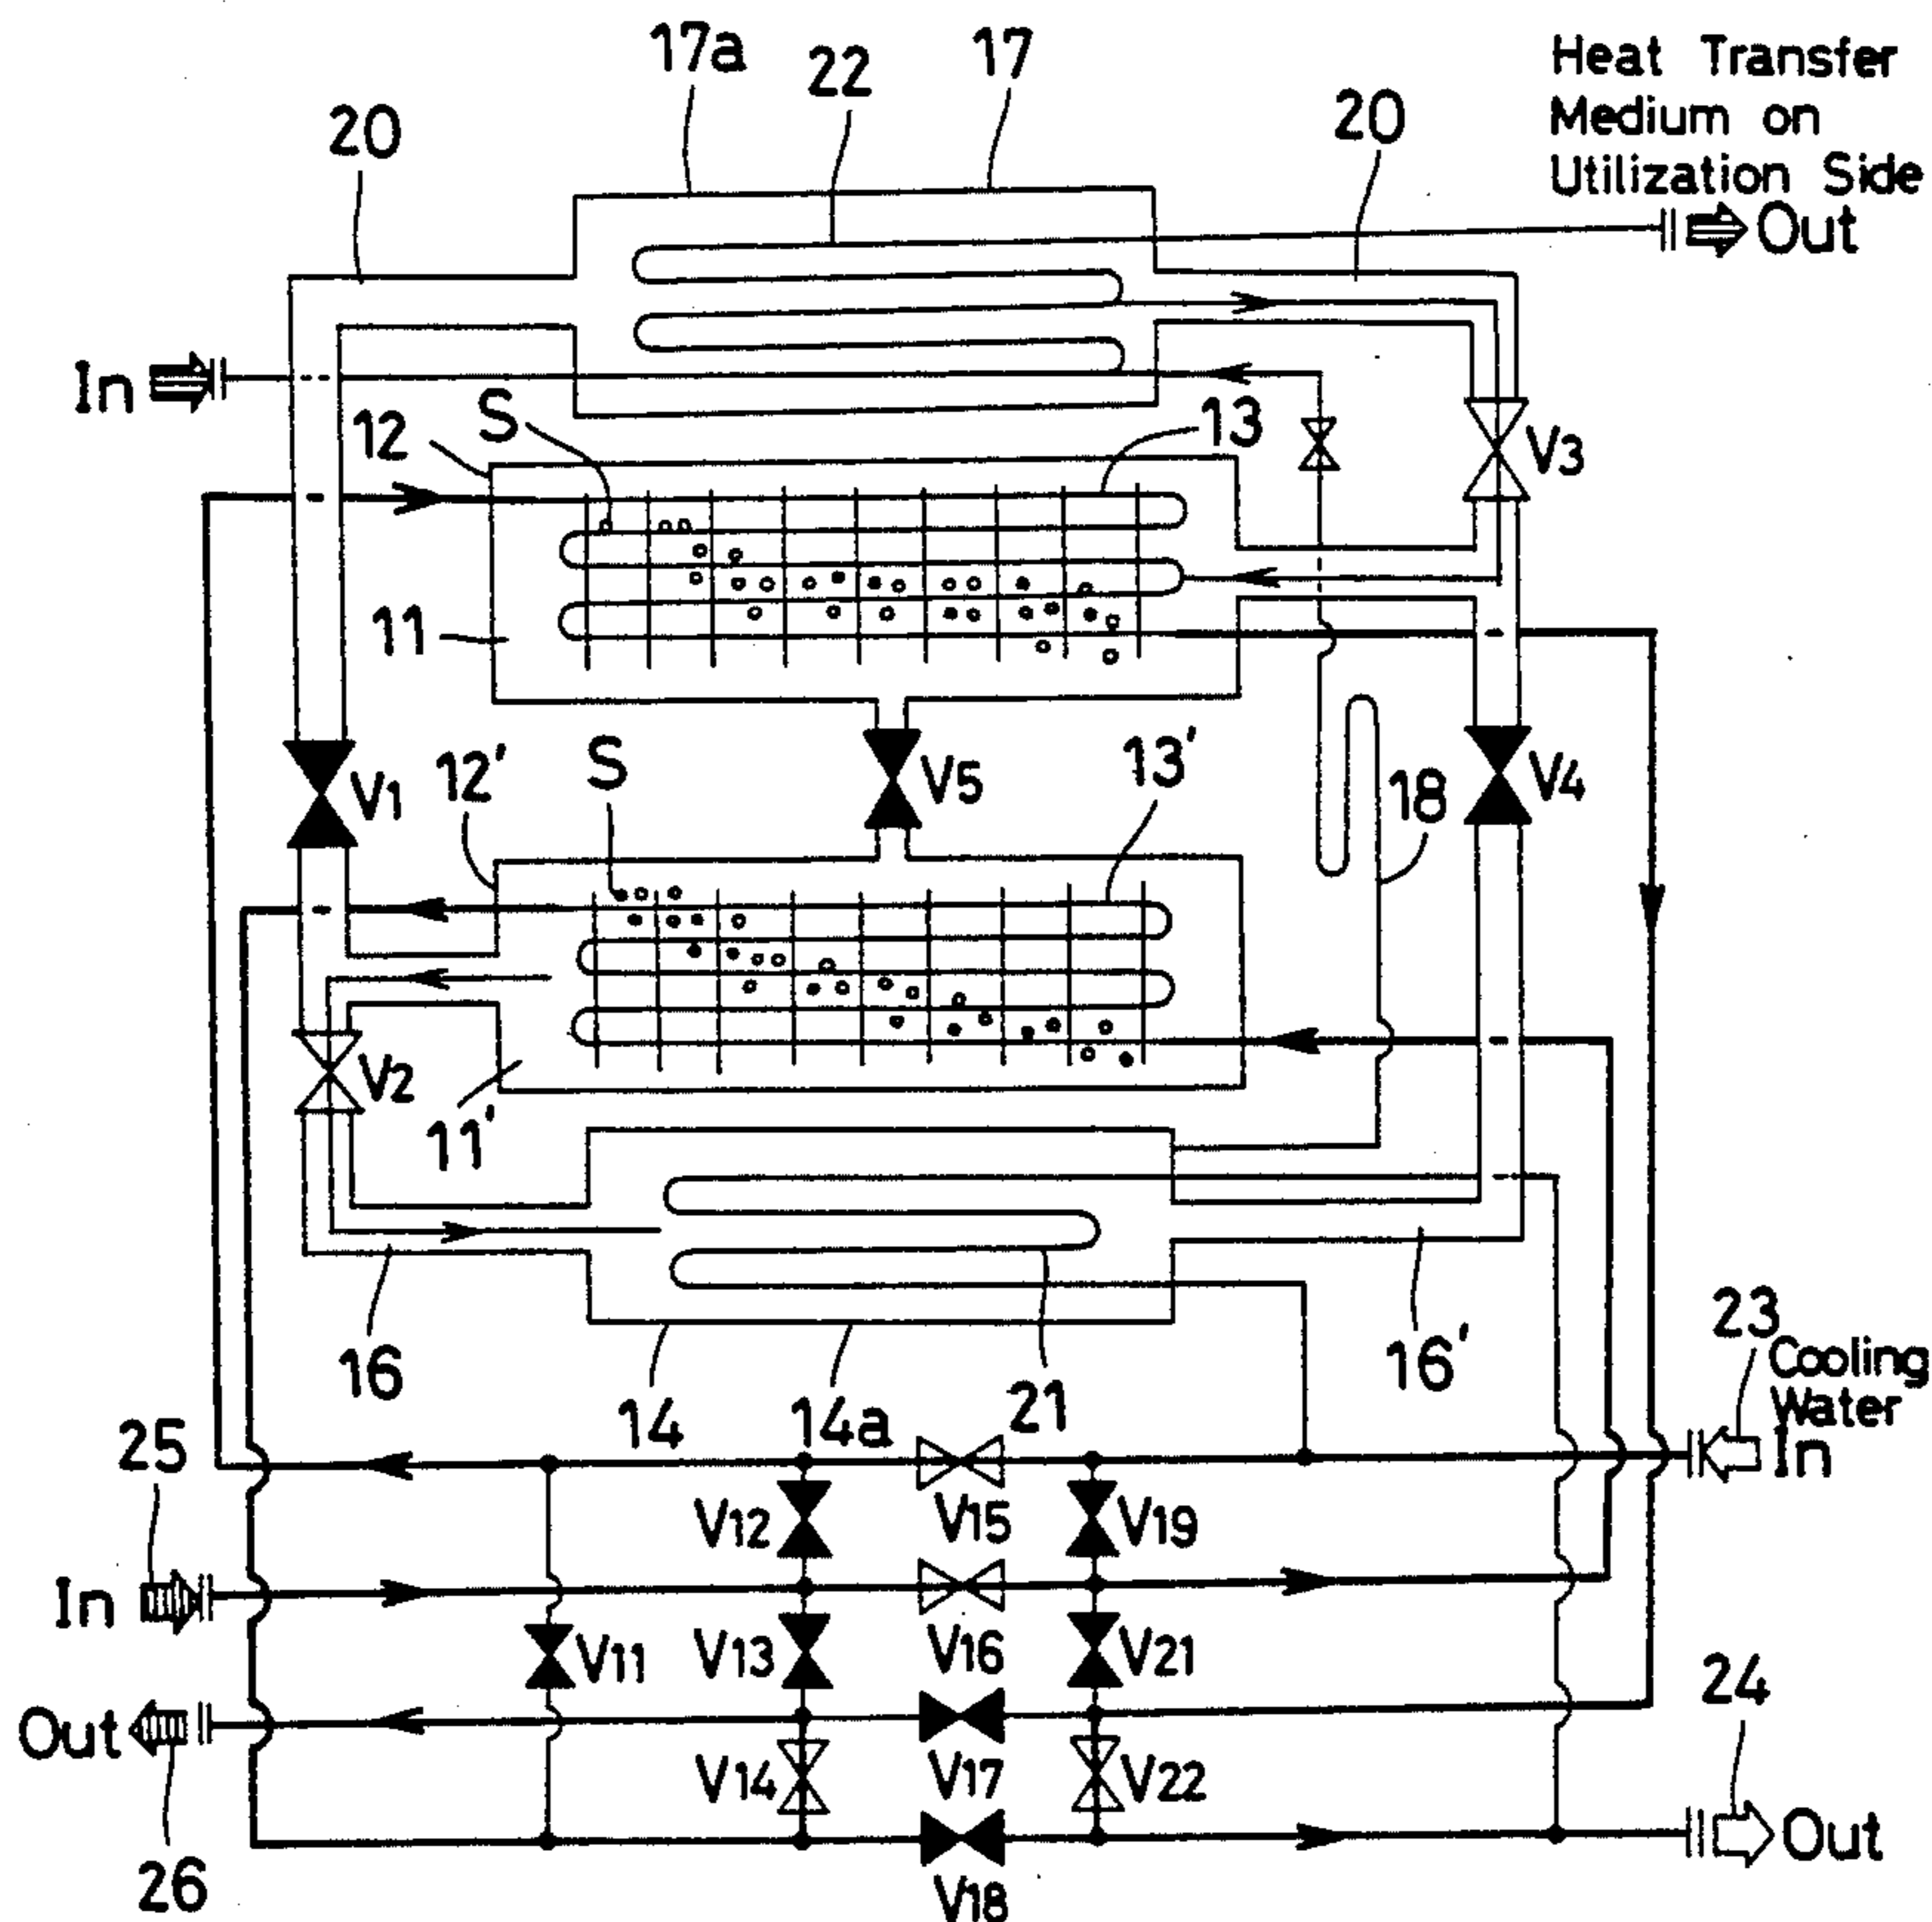 17a
17
22
20
20
Heat Transfer
Medium on
Utilization Side
Out
In
12
S
13
V3
11
V1
12'
S
V5
13'
18
V4
V2
11'
16
14
14a
21
16'
23
Cooling
Water
In
25
V12
V15
V19
In
V11
V13
V16
V21
Out
V14
V17
V22
24
Out
26
V18